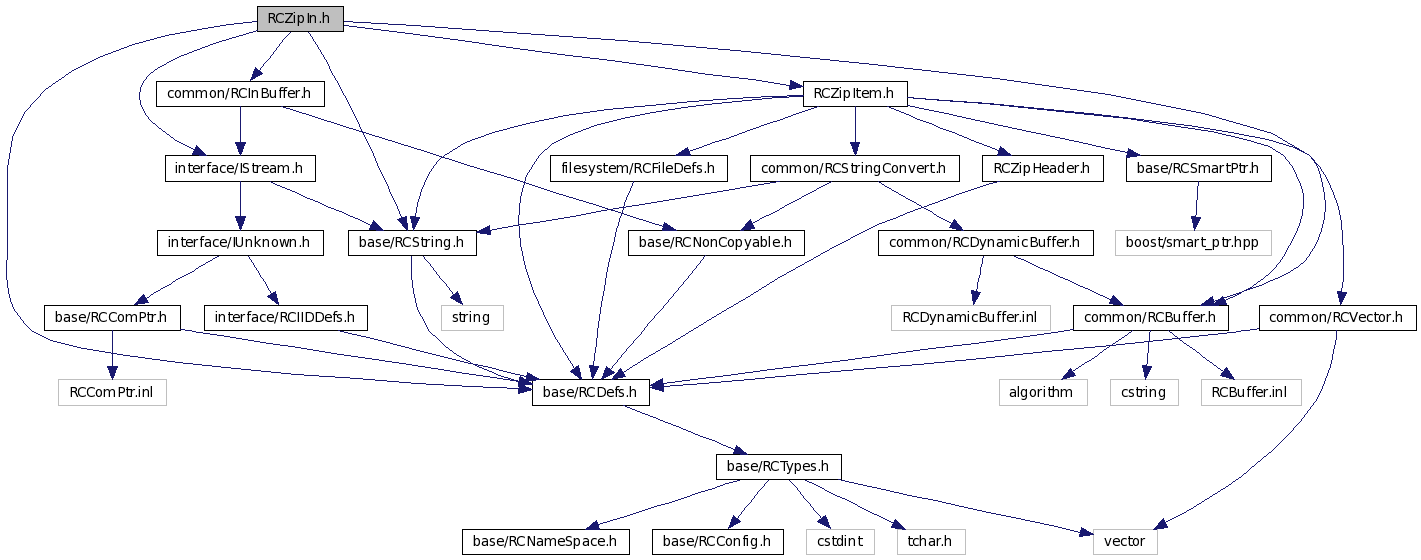 RCZipIn.h
common/RCInBuffer.h
RCZipItem.h
interface/IStream.h
filesystem/RCFileDefs.h
common/RCStringConvert.h
RCZipHeader.h
base/RCSmartPtr.h
interface/IUnknown.h
base/RCString.h
base/RCNonCopyable.h
common/RCDynamicBuffer.h
boost/smart_ptr.hpp
base/RCComPtr.h
interface/RCIIDDefs.h
string
RCDynamicBuffer.inl
common/RCBuffer.h
common/RCVector.h
RCComPtr.inl
base/RCDefs.h
algorithm
cstring
RCBuffer.inl
base/RCTypes.h
base/RCNameSpace.h
base/RCConfig.h
cstdint
tchar.h
vector